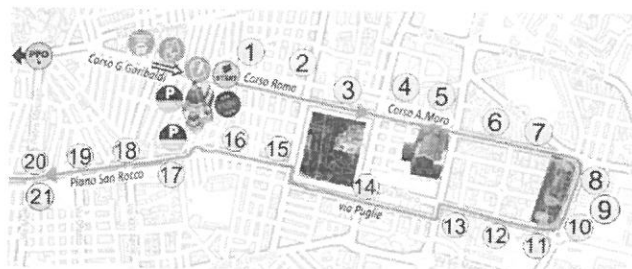 PPO
Corso G. Garibaldi
START
Corso Roma
Corso A. Moro
1
2
3
4
5
6
7
8
9
10
11
12
13
14
via Puglie
15
16
17
18
19
20
21
Piano San Rocco
P
P